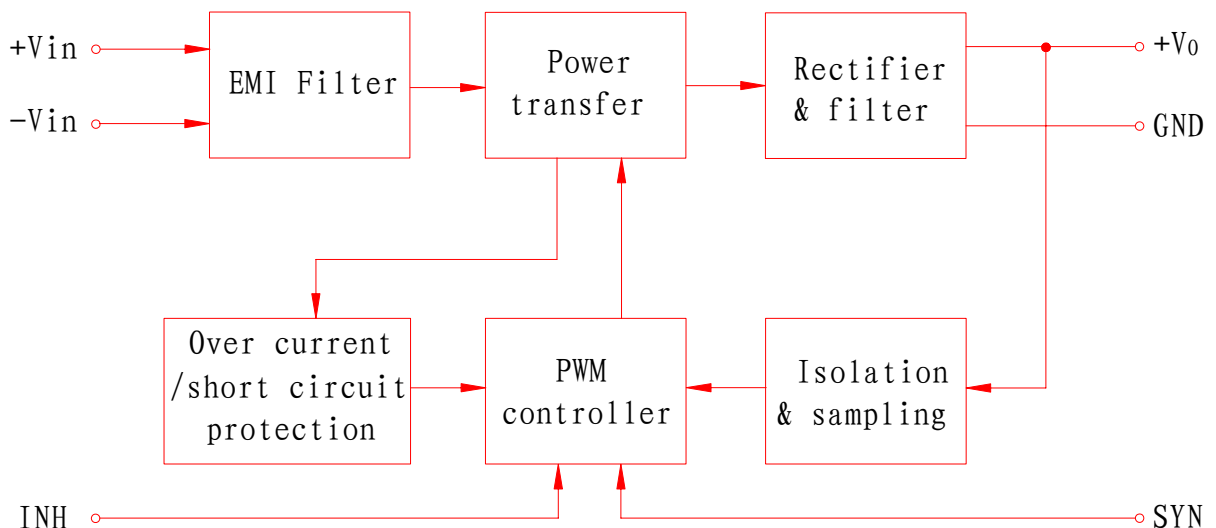 +Vin
-Vin
EMI Filter
Power
transfer
Rectifier
& filter
+V₀
GND
Over current
/short circuit
protection
PWM
controller
Isolation
& sampling
INH
SYN